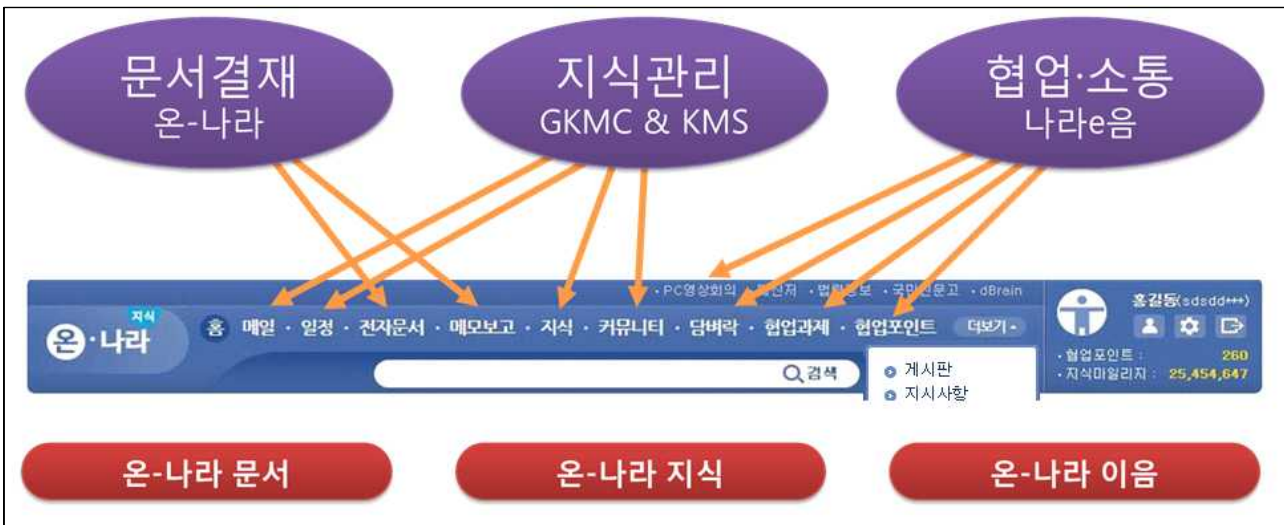 문서결재
온-나라
지식관리
GKMC & KMS
협업·소통
나라e음
· PC영상회의 · 국민신문고 · dBrain
온·나라 지식
홈 메일 · 일정 · 전자문서 · 메모보고 · 지식 · 커뮤니티 · 담벼락 · 협업과제 · 협업포인트 더보기
검색
게시판
지시사항
홍길동(sdsdd***)
· 협업포인트 : 260
· 지식마일리지 : 25,454,647
온-나라 문서
온-나라 지식
온-나라 이음